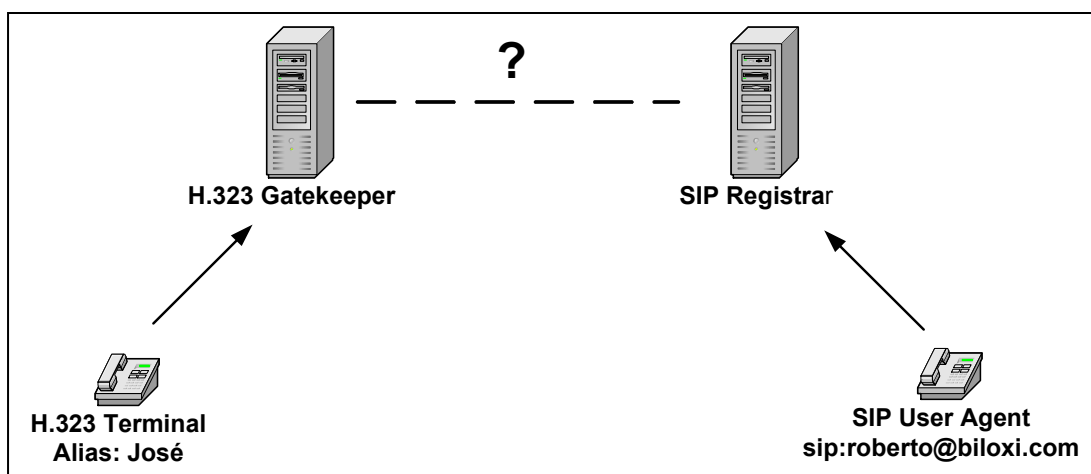 ?
H.323 Gatekeeper
SIP Registrar
H.323 Terminal
Alias: José
SIP User Agent
sip:roberto@biloxi.com